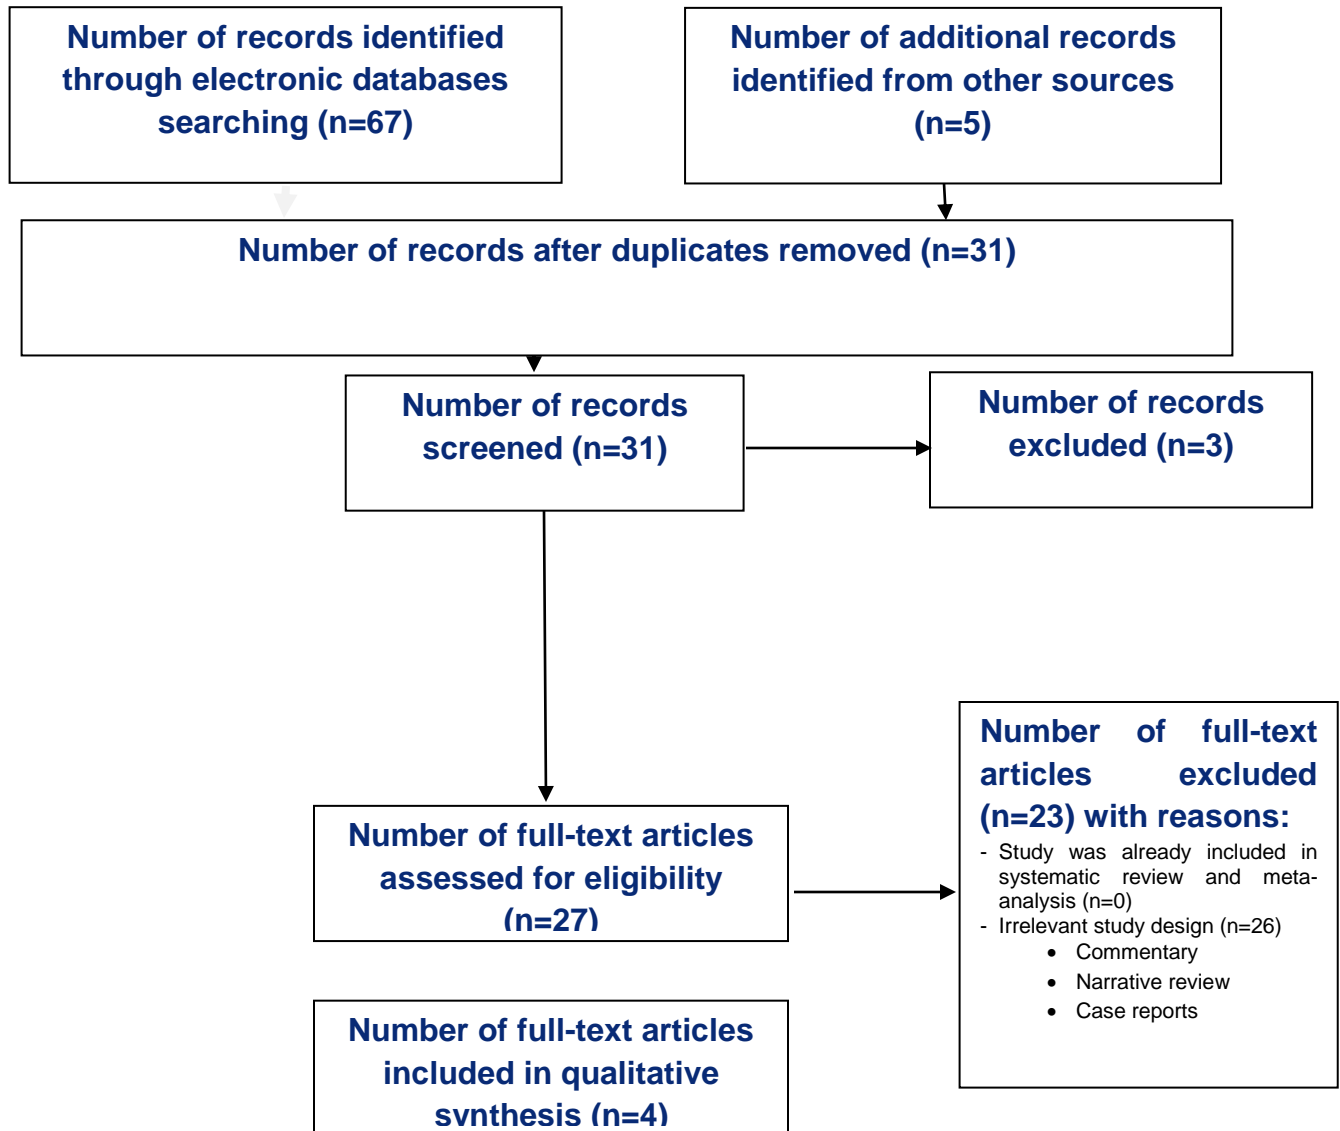 Number of records identified
through electronic databases
searching (n=67)
Number of additional records
identified from other sources
(n=5)
Number of records after duplicates removed (n=31)
Number of records
screened (n=31)
Number of records
excluded (n=3)
Number of full-text articles
assessed for eligibility
(n=27)
Number of full-text
articles excluded
(n=23) with reasons:
- Study was already included in
systematic review and meta-
analysis (n=0)
- Irrelevant study design (n=26)
• Commentary
• Narrative review
• Case reports
Number of full-text articles
included in qualitative
synthesis (n=4)